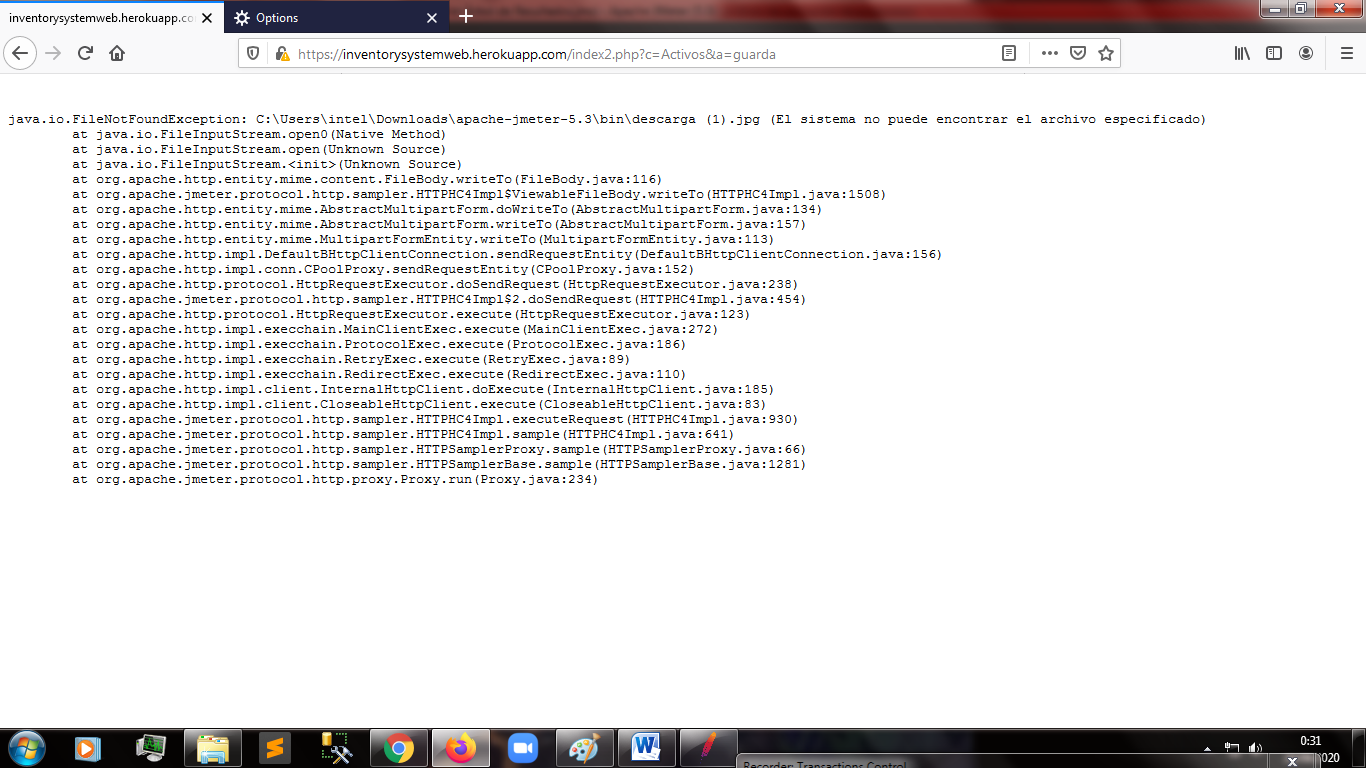 inventorysystemweb.herokuapp.co
Options
https://inventorysystemweb.herokuapp.com/index2.php?c=Activos&a=guarda
java.io.FileNotFoundException: C:\Users\intel\Downloads\apache-jmeter-5.3\bin\descarga (1).jpg (El sistema no puede encontrar el archivo especificado)
at java.io.FileInputStream.open0(Native Method)
at java.io.FileInputStream.open(Unknown Source)
at java.io.FileInputStream.<init>(Unknown Source)
at org.apache.http.entity.mime.content.FileBody.writeTo(FileBody.java:116)
at org.apache.jmeter.protocol.http.sampler.HTTPHC4Impl$ViewableFileBody.writeTo(HTTPHC4Impl.java:1508)
at org.apache.http.entity.mime.AbstractMultipartForm.doWriteTo(AbstractMultipartForm.java:134)
at org.apache.http.entity.mime.AbstractMultipartForm.writeTo(AbstractMultipartForm.java:157)
at org.apache.http.entity.mime.MultipartFormEntity.writeTo(MultipartFormEntity.java:113)
at org.apache.http.impl.DefaultBHttpClientConnection.sendRequestEntity(DefaultBHttpClientConnection.java:156)
at org.apache.http.impl.conn.CPoolProxy.sendRequestEntity(CPoolProxy.java:152)
at org.apache.http.protocol.HttpRequestExecutor.doSendRequest(HttpRequestExecutor.java:238)
at org.apache.jmeter.protocol.http.sampler.HTTPHC4Impl$2.doSendRequest(HTTPHC4Impl.java:454)
at org.apache.http.protocol.HttpRequestExecutor.execute(HttpRequestExecutor.java:123)
at org.apache.http.impl.execchain.MainClientExec.execute(MainClientExec.java:272)
at org.apache.http.impl.execchain.ProtocolExec.execute(ProtocolExec.java:186)
at org.apache.http.impl.execchain.RetryExec.execute(RetryExec.java:89)
at org.apache.http.impl.execchain.RedirectExec.execute(RedirectExec.java:110)
at org.apache.http.impl.client.InternalHttpClient.doExecute(InternalHttpClient.java:185)
at org.apache.http.impl.client.CloseableHttpClient.execute(CloseableHttpClient.java:83)
at org.apache.jmeter.protocol.http.sampler.HTTPHC4Impl.executeRequest(HTTPHC4Impl.java:930)
at org.apache.jmeter.protocol.http.sampler.HTTPHC4Impl.sample(HTTPHC4Impl.java:641)
at org.apache.jmeter.protocol.http.sampler.HTTPSamplerProxy.sample(HTTPSamplerProxy.java:66)
at org.apache.jmeter.protocol.http.sampler.HTTPSamplerBase.sample(HTTPSamplerBase.java:1281)
at org.apache.jmeter.protocol.http.proxy.Proxy.run(Proxy.java:234)
0:31
2020
Recorder: Transactions Control